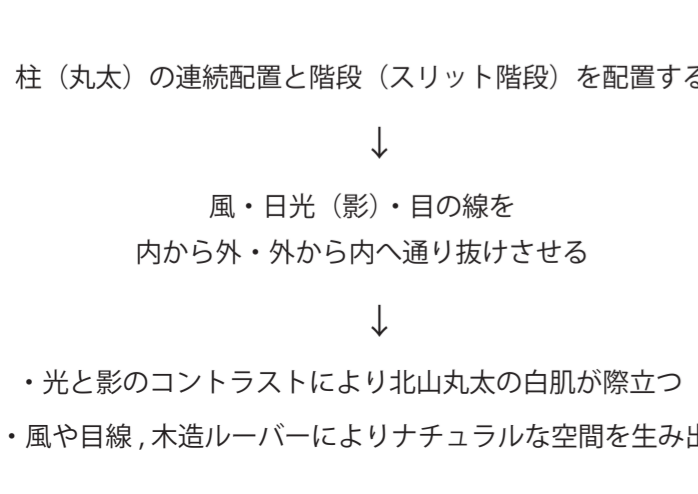 柱（丸太）の連続配置と階段（スリット階段）を配置する
↓
風・日光（影）・目の線を
内から外・外から内へ通り抜けさせる
↓
・光と影のコントラストにより北山丸太の白肌が際立つ
・風や目線 , 木造ルーバーによりナチュラルな空間を生み出